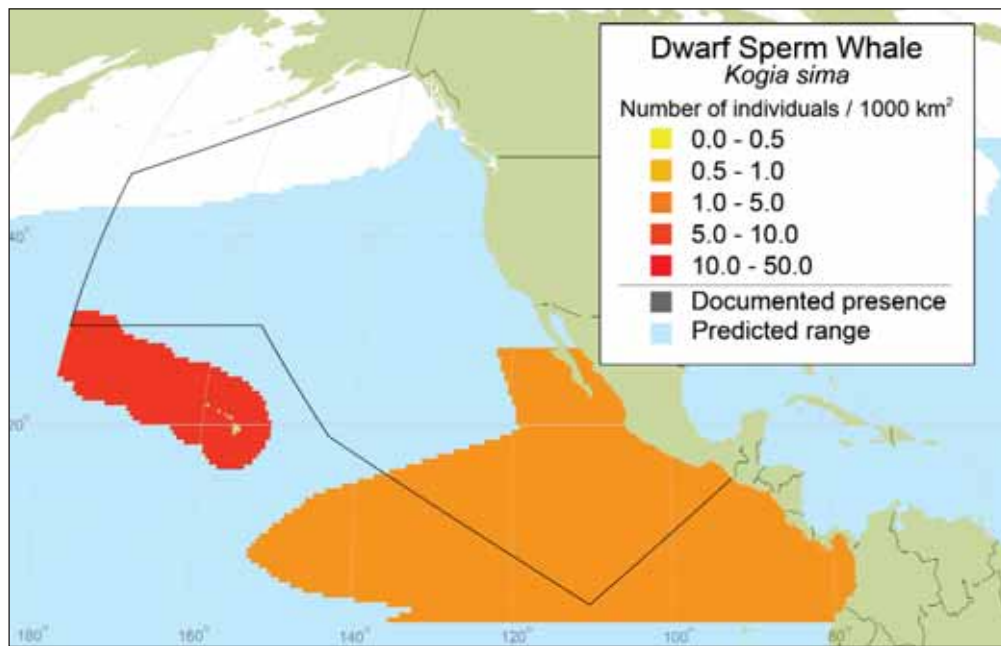 Dwarf Sperm Whale
Kogia sima
Number of individuals / 1000 km²
0.0 - 0.5
0.5 - 1.0
1.0 - 5.0
5.0 - 10.0
10.0 - 50.0
Documented presence
Predicted range
40°
20°
180° 160° 140° 120° 100° 80°